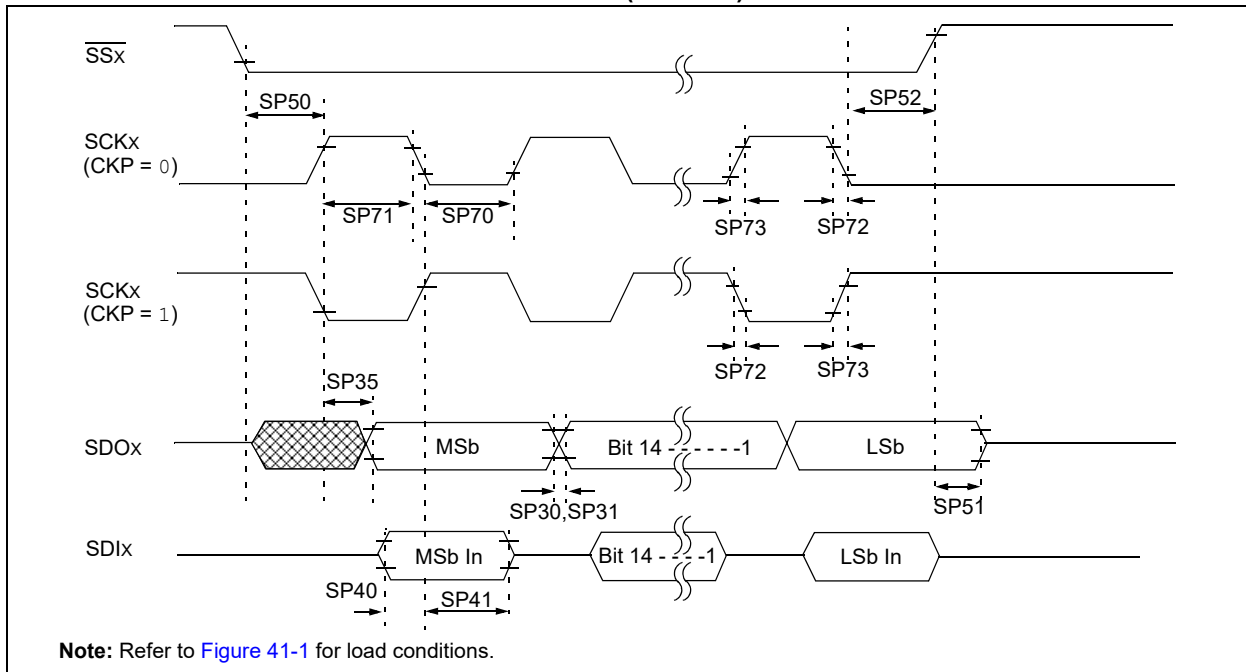 SSx
SP50
SP52
SCKx
(CKP = 0)
SP71
SP70
SP73
SP72
SCKx
(CKP = 1)
SP72
SP73
SP35
SDOx
MSb
Bit 14 - - - - - -1
LSb
SP30,SP31
SP51
SDIx
MSb In
Bit 14 - - - -1
LSb In
SP40
SP41
Note: Refer to Figure 41-1 for load conditions.